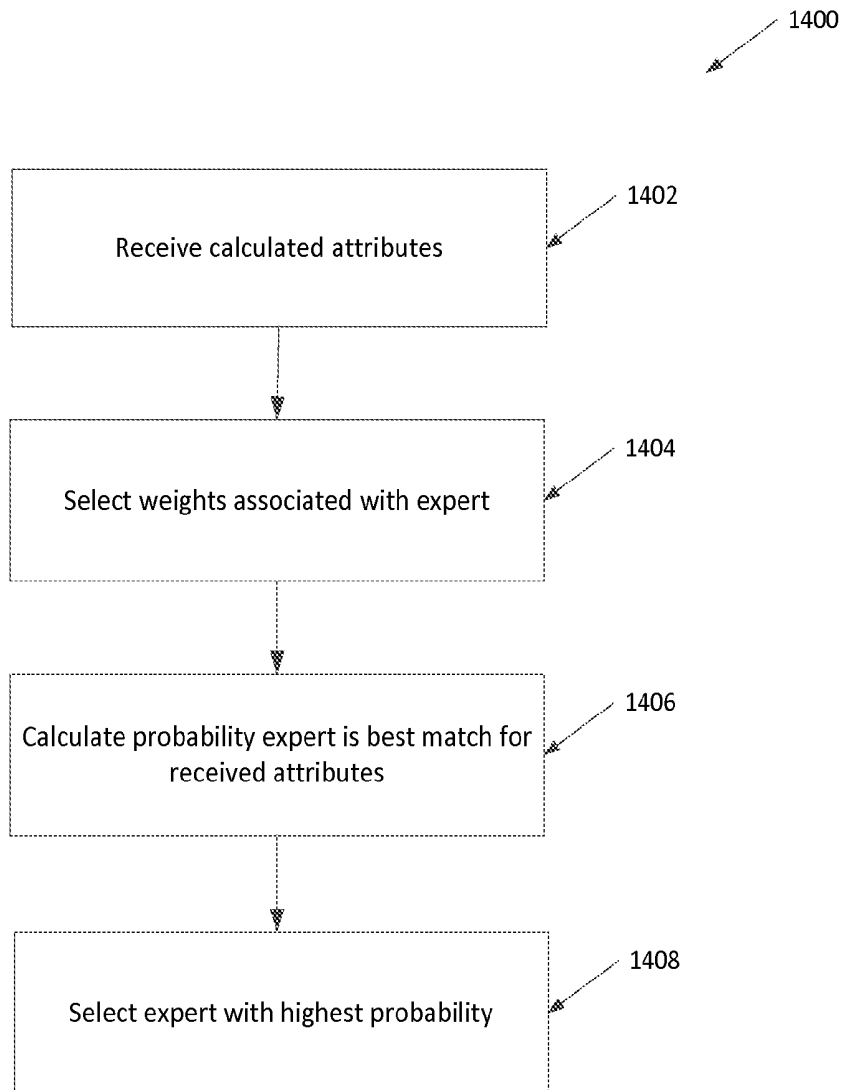 1400
1402
Receive calculated attributes
1404
Select weights associated with expert
1406
Calculate probability expert is best match for
received attributes
1408
Select expert with highest probability